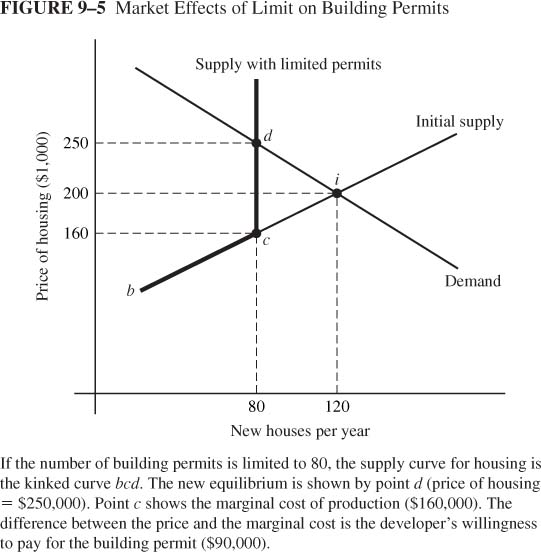 FIGURE 9–5 Market Effects of Limit on Building Permits
Supply with limited permits
Initial supply
Price of housing ($1,000)
250
d
i
200
160
c
b
Demand
80
120
New houses per year
If the number of building permits is limited to 80, the supply curve for housing is
the kinked curve bcd. The new equilibrium is shown by point d (price of housing
= $250,000). Point c shows the marginal cost of production ($160,000). The
difference between the price and the marginal cost is the developer’s willingness
to pay for the building permit ($90,000).